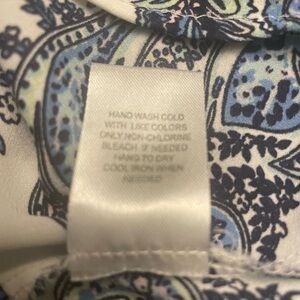 HAND WASH COLD
WITH LIKE COLORS
ONLY NON-CHLORINE
BLEACH IF NEEDED
HANG TO DRY
COOL IRON WHEN
NEEDED